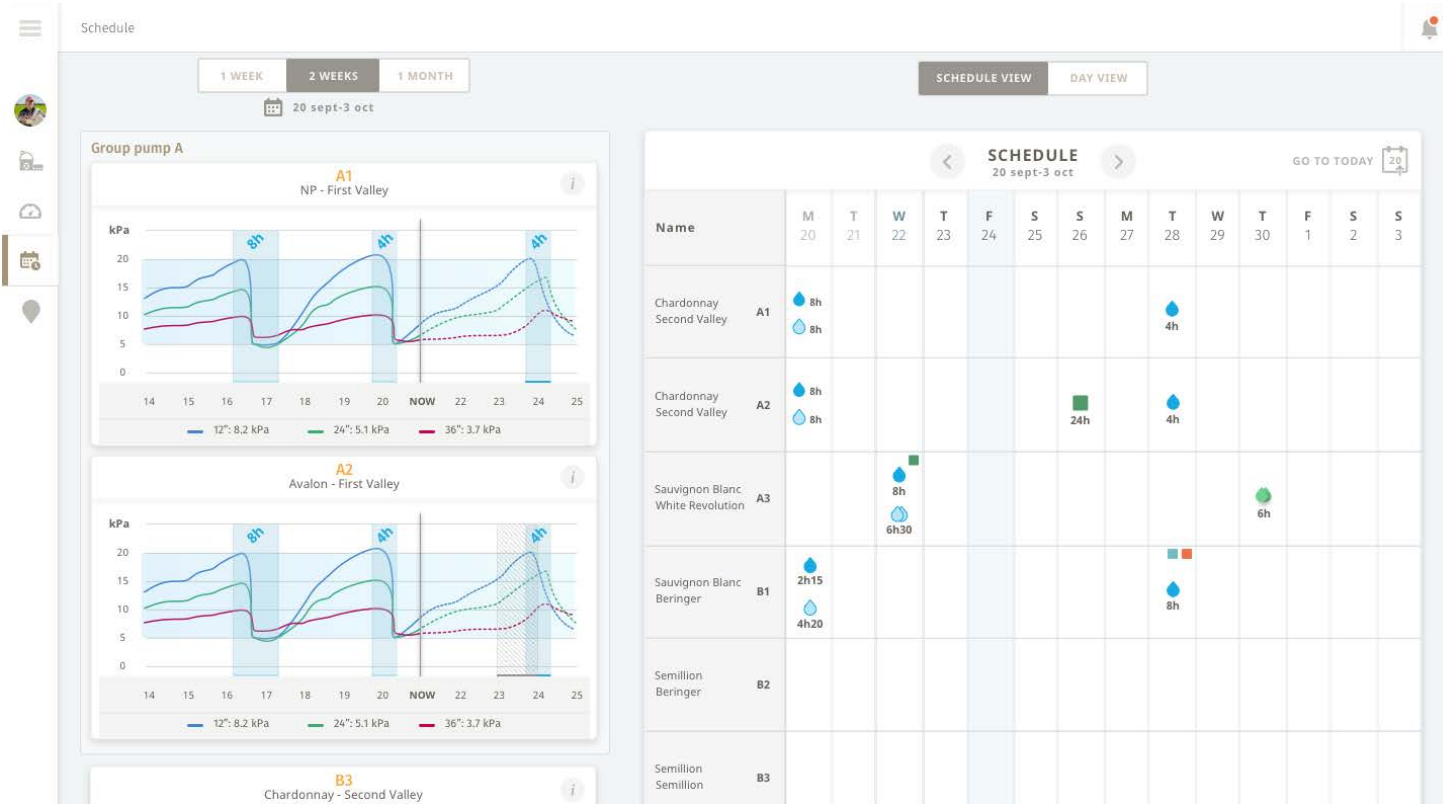 Schedule
1 WEEK 2 WEEKS 1 MONTH
20 sept-3 oct
SCHEDULE VIEW DAY VIEW
Group pump A
A1
NP - First Valley
i
kPa
20
15
10
5
0
8h 4h 4h
14 15 16 17 18 19 20 NOW 22 23 24 25
12": 8.2 kPa 24": 5.1 kPa 36": 3.7 kPa
A2
Avalon - First Valley
i
kPa
20
15
10
5
0
8h 4h 4h
14 15 16 17 18 19 20 NOW 22 23 24 25
12": 8.2 kPa 24": 5.1 kPa 36": 3.7 kPa
B3
Chardonnay - Second Valley
i
SCHEDULE
20 sept-3 oct
GO TO TODAY 20
Name
M T W T F S S M T W T F S S
20 21 22 23 24 25 26 27 28 29 30 1 2 3
Chardonnay
Second Valley
A1
8h
8h
4h
Chardonnay
Second Valley
A2
8h
8h
24h
4h
Sauvignon Blanc
White Revolution
A3
8h
6h30
6h
Sauvignon Blanc
Beringer
B1
2h15
4h20
8h
Semillion
Beringer
B2
Semillion
Semillion
B3